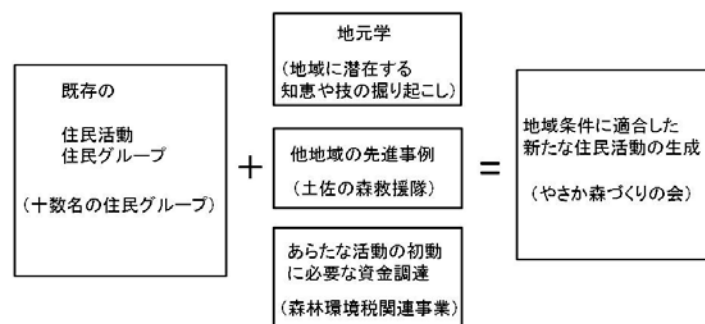 既存の
住民活動
住民グループ
(十数名の住民グループ)
+
地元学
(地域に潜在する
知恵や技の掘り起こし)
他地域の先進事例
(土佐の森救援隊)
あらたな活動の初動
に必要な資金調達
(森林環境税関連事業)
=
地域条件に適合した
新たな住民活動の生成
(やさか森づくりの会)